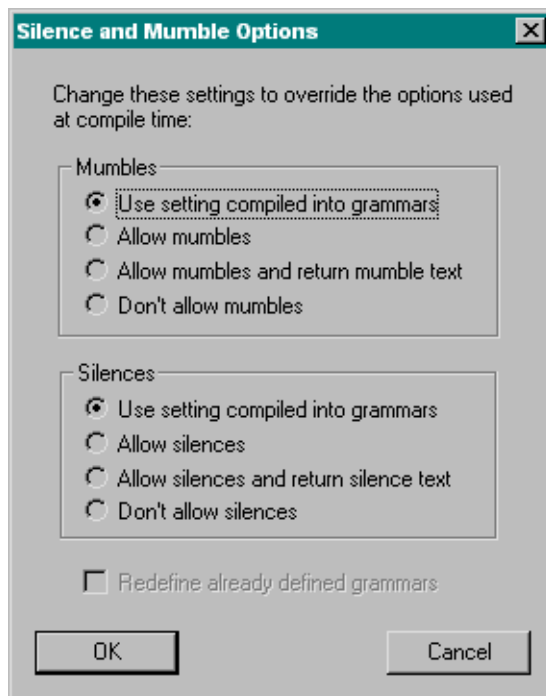 Silence and Mumble Options
Change these settings to override the options used
at compile time:
Mumbles
Use setting compiled into grammars
Allow mumbles
Allow mumbles and return mumble text
Don't allow mumbles
Silences
Use setting compiled into grammars
Allow silences
Allow silences and return silence text
Don't allow silences
Redefine already defined grammars
OK
Cancel